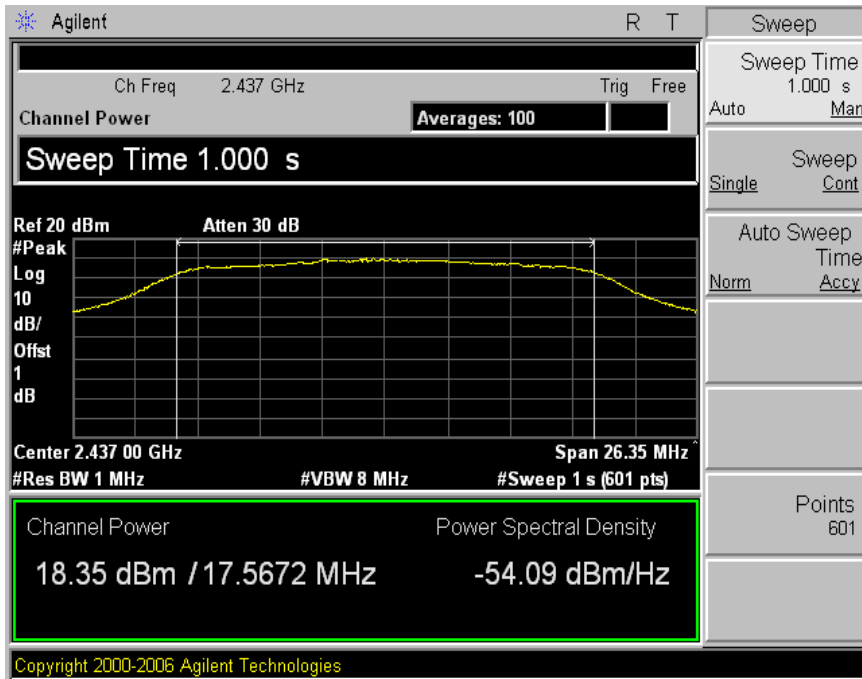 Agilent R T Sweep
Ch Freq 2.437 GHz Trig Free
Channel Power Averages: 100
Sweep Time 1.000 s
Ref 20 dBm Atten 30 dB
#Peak
Log
10
dB/
Offst
1
dB
Center 2.437 00 GHz Span 26.35 MHz^
#Res BW 1 MHz #VBW 8 MHz #Sweep 1 s (601 pts)
Channel Power Power Spectral Density
18.35 dBm / 17.5672 MHz -54.09 dBm/Hz
Sweep Time
1.000 s
Auto Man
Sweep
Single Cont
Auto Sweep
Time
Norm Accy
Points
601
Copyright 2000-2006 Agilent Technologies